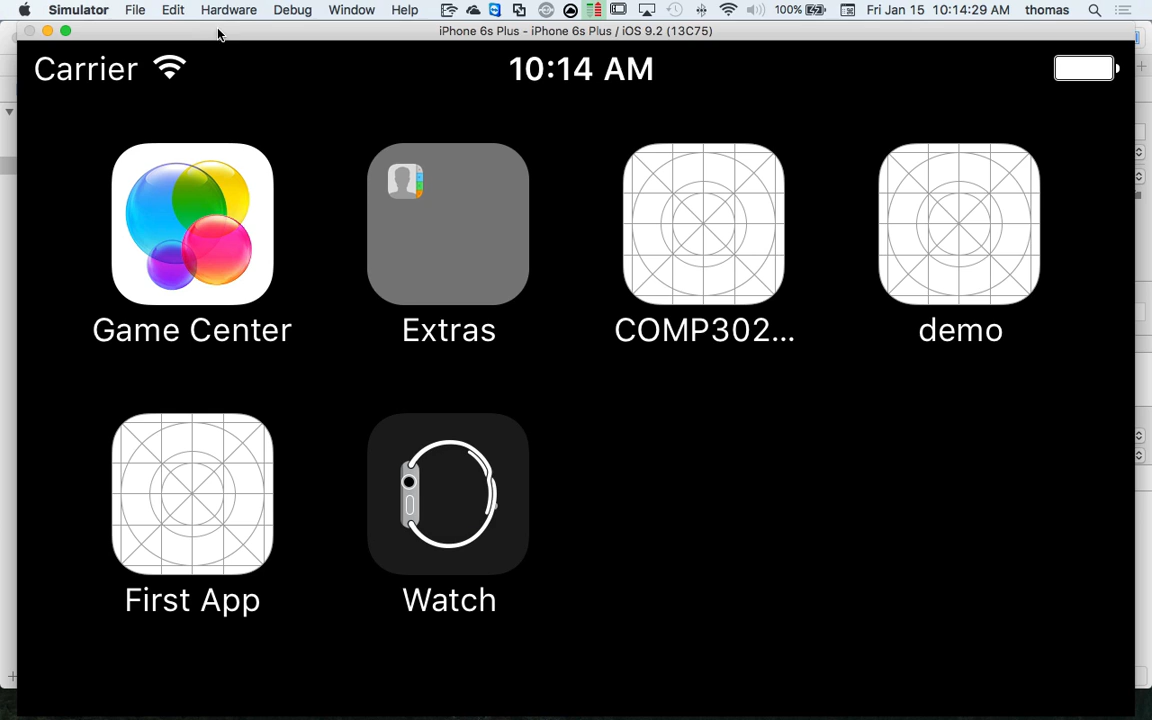 Simulator File Edit Hardware Debug Window Help 100% Fri Jan 15 10:14:29 AM thomas
iPhone 6s Plus - iPhone 6s Plus / iOS 9.2 (13C75)
Carrier 10:14 AM
Game Center Extras COMP302... demo
First App Watch